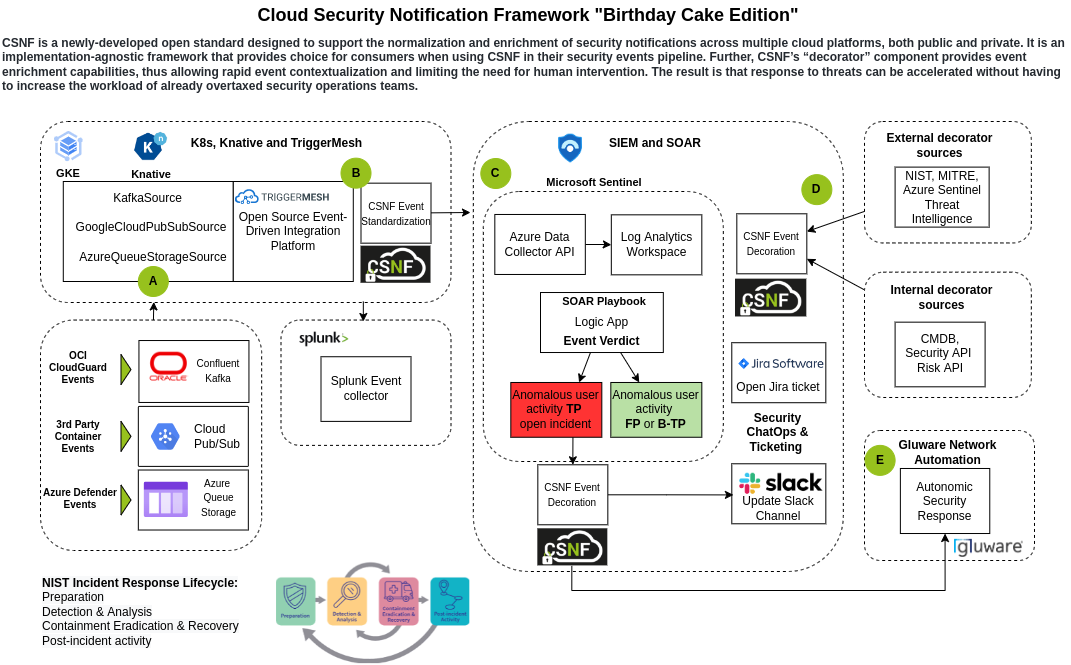 Cloud Security Notification Framework "Birthday Cake Edition"
CSNF is a newly-developed open standard designed to support the normalization and enrichment of security notifications across multiple cloud platforms, both public and private. It is an
implementation-agnostic framework that provides choice for consumers when using CSNF in their security events pipeline. Further, CSNF’s “decorator” component provides event
enrichment capabilities, thus allowing rapid event contextualization and limiting the need for human intervention. The result is that response to threats can be accelerated without having
to increase the workload of already overtaxed security operations teams.
GKE
K
n
Knative
K8s, Knative and TriggerMesh
KafkaSource
GoogleCloudPubSubSource
AzureQueueStorageSource
A
TRIGGERMESH
Open Source Event-
Driven Integration
Platform
B
CSNF Event
Standardization
CSNF
OCI
CloudGuard
Events
ORACLE
Confluent
Kafka
3rd Party
Container
Events
Cloud
Pub/Sub
Azure Defender
Events
Azure
Queue
Storage
splunk>
Splunk Event
collector
SIEM and SOAR
Microsoft Sentinel
C
Azure Data
Collector API
Log Analytics
Workspace
SOAR Playbook
Logic App
Event Verdict
Anomalous user
activity TP
open incident
Anomalous user
activity
FP or B-TP
CSNF Event
Decoration
CSNF
D
CSNF Event
Decoration
CSNF
Jira Software
Open Jira ticket
Security
ChatOps &
Ticketing
slack
Update Slack
Channel
External decorator
sources
NIST, MITRE,
Azure Sentinel
Threat
Intelligence
Internal decorator
sources
CMDB,
Security API
Risk API
E
Gluware Network
Automation
Autonomic
Security
Response
gluware
NIST Incident Response Lifecycle:
Preparation
Detection & Analysis
Containment Eradication & Recovery
Post-incident activity
Preparation
Detection &
Analysis
Containment
Eradication &
Recovery
Post-Incident
Activity